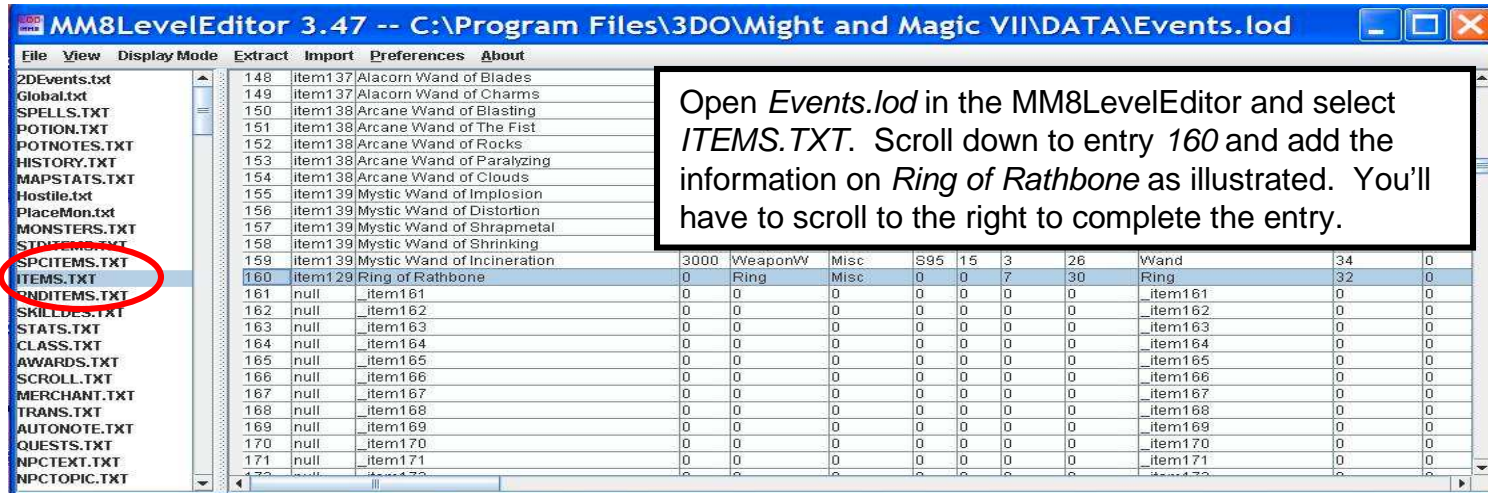 MM8LevelEditor 3.47 -- C:\Program Files\3DO\Might and Magic VII\DATA\Events.lod
File View Display Mode Extract Import Preferences About
Open Events.lod in the MM8LevelEditor and select
ITEMS.TXT. Scroll down to entry 160 and add the
information on Ring of Rathbone as illustrated. You'll
have to scroll to the right to complete the entry.
2DEvents.txt
Global.txt
SPELLS.TXT
POTION.TXT
POTNOTES.TXT
HISTORY.TXT
MAPSTATS.TXT
Hostile.txt
PlaceMon.txt
MONSTERS.TXT
STDITEMS.TXT
SPCITEMS.TXT
ITEMS.TXT
RNDITEMS.TXT
SKILLDES.TXT
STATS.TXT
CLASS.TXT
AWARDS.TXT
SCROLL.TXT
MERCHANT.TXT
TRANS.TXT
AUTONOTE.TXT
QUESTS.TXT
NPCTEXT.TXT
NPCTOPIC.TXT
148 item137 Alacorn Wand of Blades
149 item137 Alacorn Wand of Charms
150 item138 Arcane Wand of Blasting
151 item138 Arcane Wand of The Fist
152 item138 Arcane Wand of Rocks
153 item138 Arcane Wand of Paralyzing
154 item138 Arcane Wand of Clouds
155 item139 Mystic Wand of Implosion
156 item139 Mystic Wand of Distortion
157 item139 Mystic Wand of Shrapmetal
158 item139 Mystic Wand of Shrinking
159 item139 Mystic Wand of Incineration 3000 WeaponW Misc S95 15 3 26 Wand 34 0
160 item129 Ring of Rathbone 0 Ring Misc 0 0 7 30 Ring 32 0
161 null _item161 0 0 0 0 0 0 0 _item161 0 0
162 null _item162 0 0 0 0 0 0 0 _item162 0 0
163 null _item163 0 0 0 0 0 0 0 _item163 0 0
164 null _item164 0 0 0 0 0 0 0 _item164 0 0
165 null _item165 0 0 0 0 0 0 0 _item165 0 0
166 null _item166 0 0 0 0 0 0 0 _item166 0 0
167 null _item167 0 0 0 0 0 0 0 _item167 0 0
168 null _item168 0 0 0 0 0 0 0 _item168 0 0
169 null _item169 0 0 0 0 0 0 0 _item169 0 0
170 null _item170 0 0 0 0 0 0 0 _item170 0 0
171 null _item171 0 0 0 0 0 0 0 _item171 0 0